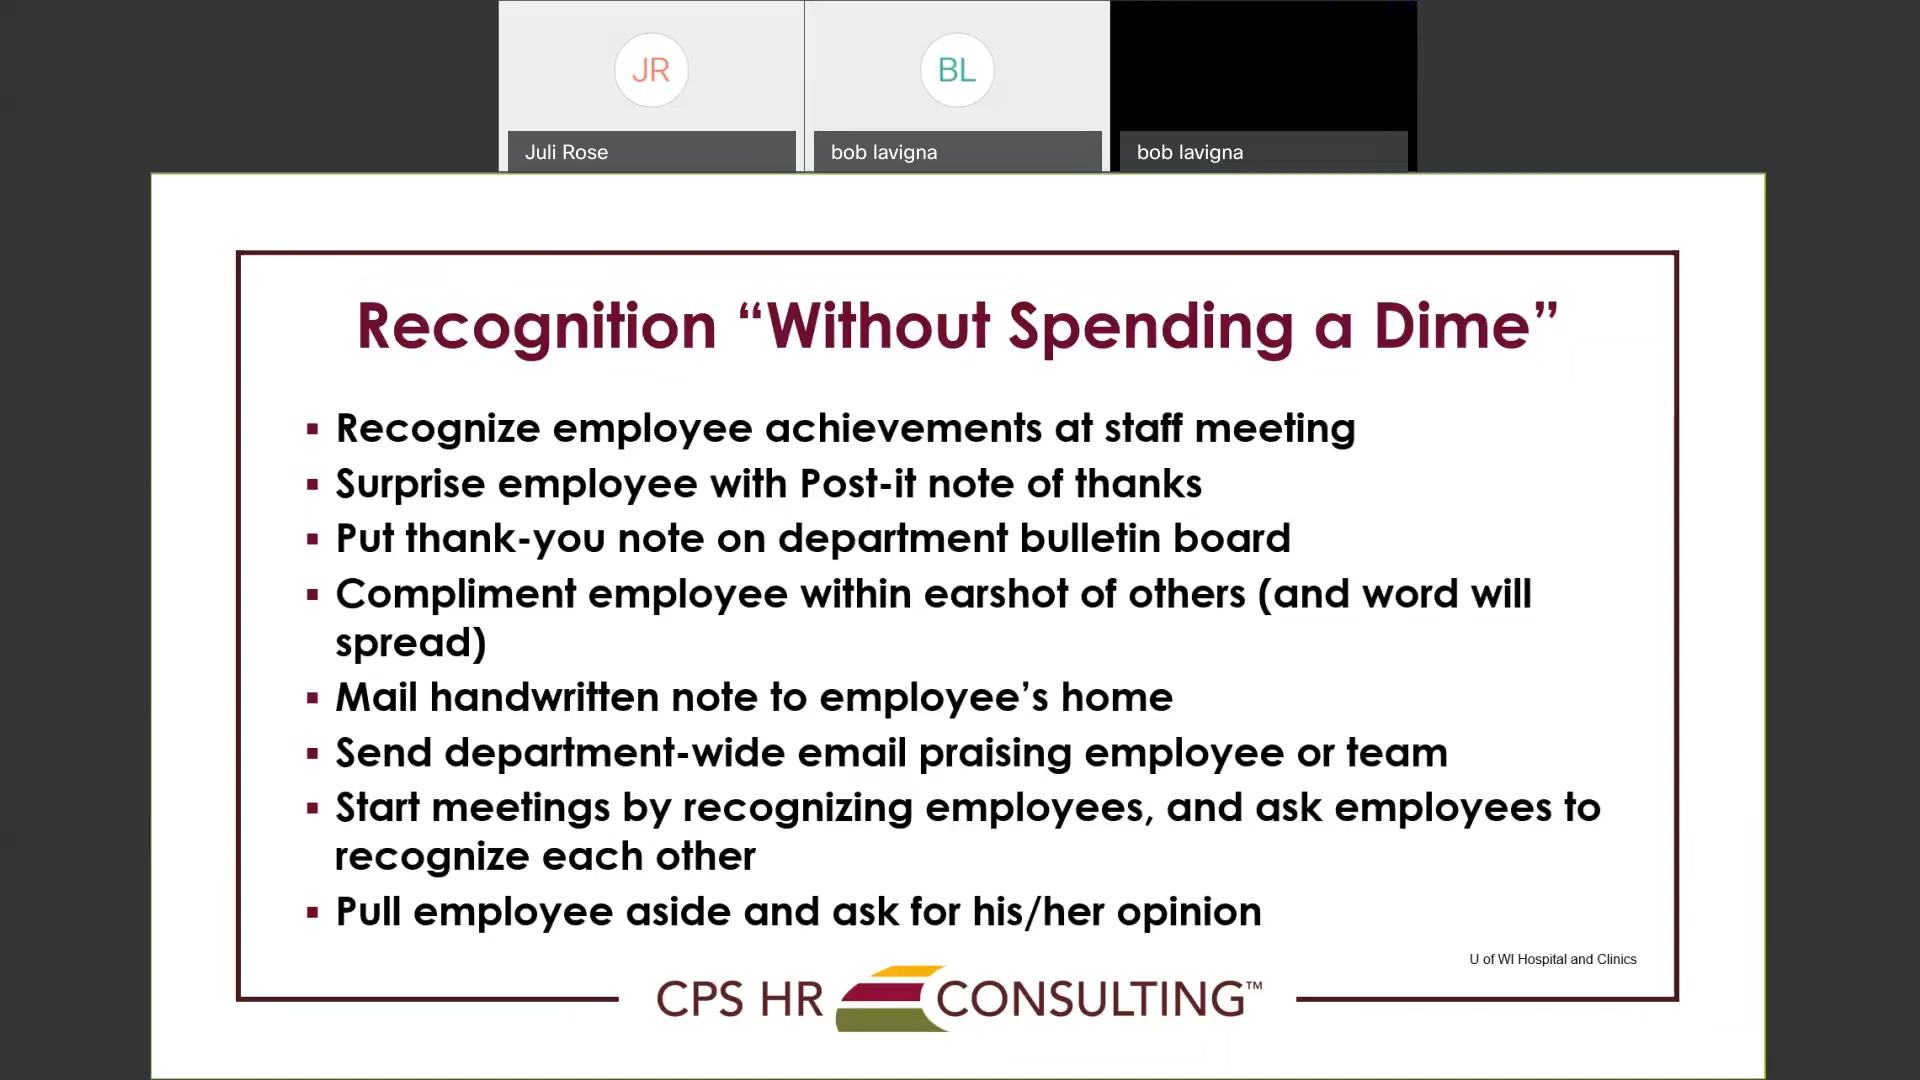 JR
BL
Juli Rose
bob lavigna
bob lavigna
Recognition “Without Spending a Dime”
▪ Recognize employee achievements at staff meeting
▪ Surprise employee with Post-it note of thanks
▪ Put thank-you note on department bulletin board
▪ Compliment employee within earshot of others (and word will
spread)
▪ Mail handwritten note to employee’s home
▪ Send department-wide email praising employee or team
▪ Start meetings by recognizing employees, and ask employees to
recognize each other
▪ Pull employee aside and ask for his/her opinion
U of WI Hospital and Clinics
CPS HR CONSULTING™